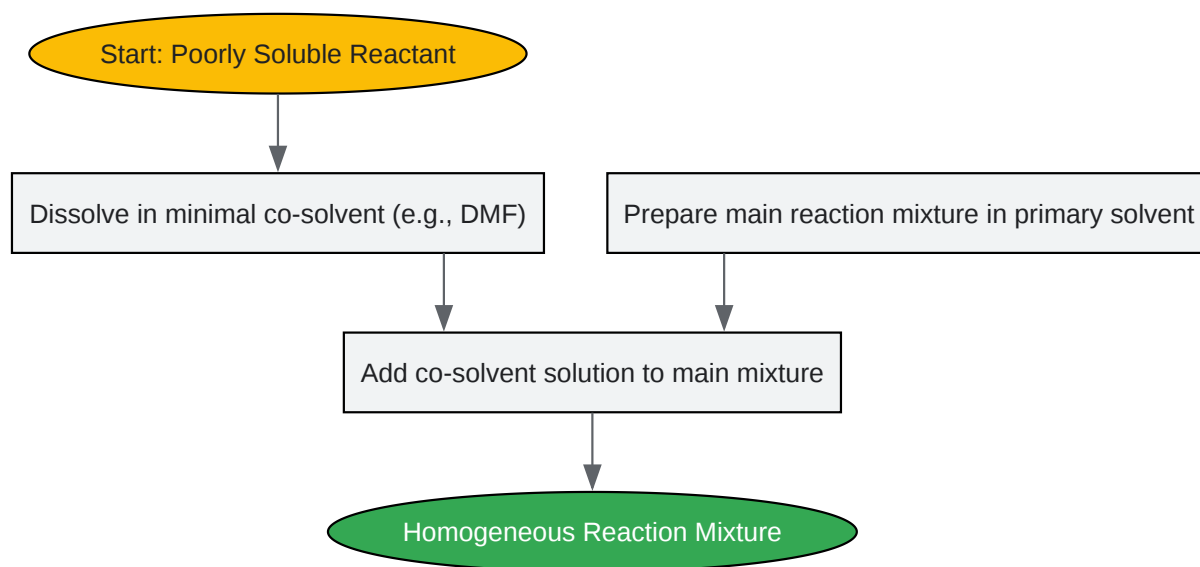 Start: Poorly Soluble Reactant
Dissolve in minimal co-solvent (e.g., DMF)
Prepare main reaction mixture in primary solvent
Add co-solvent solution to main mixture
Homogeneous Reaction Mixture